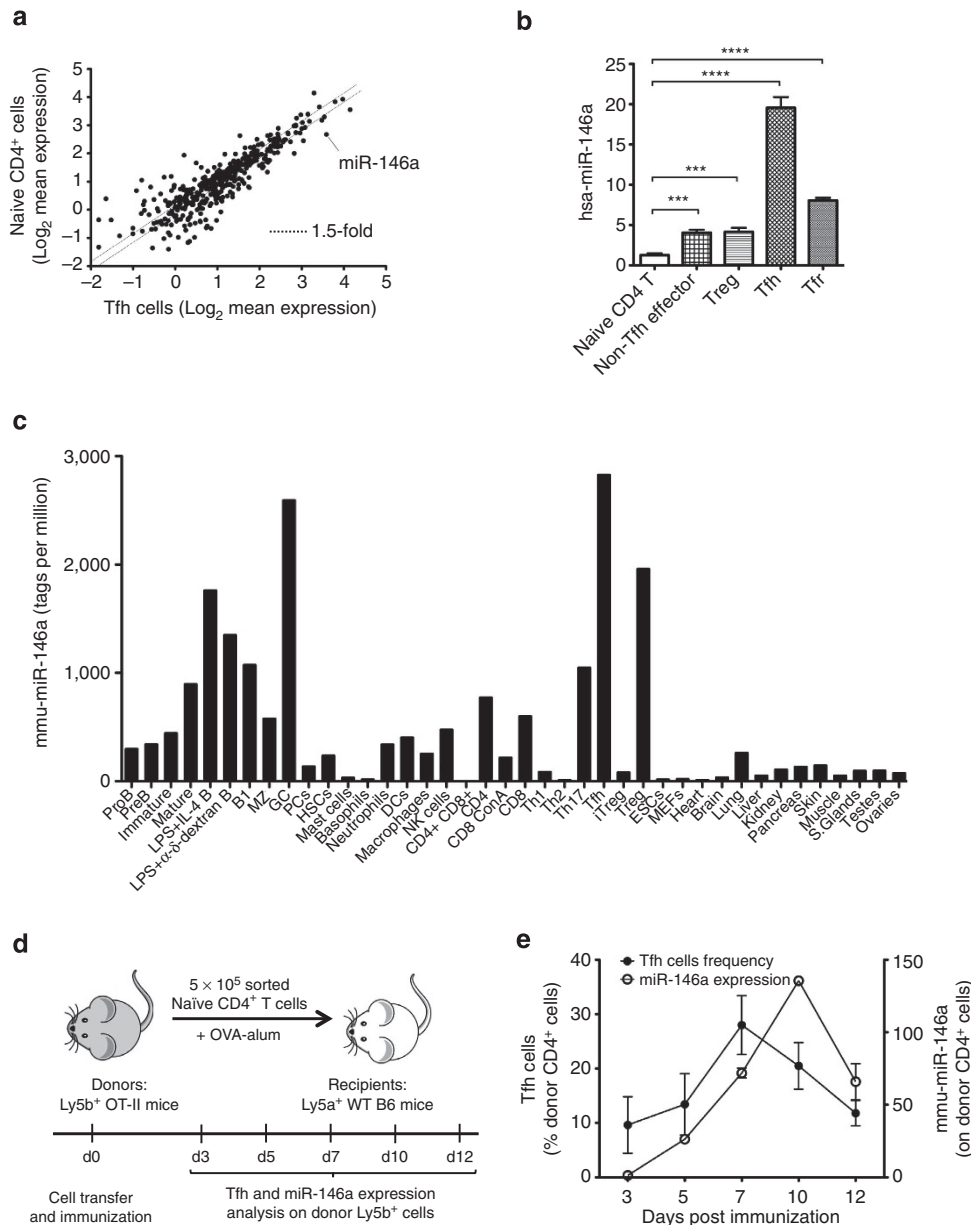 a
Naive CD4+ cells
(Log2 mean expression)
5
4
3
2
1
0
−1
−2
−2 −1 0 1 2 3 4 5
miR-146a
1.5-fold
Tfh cells (Log2 mean expression)
b
hsa-miR-146a
25
20
15
10
5
0
****
****
***
***
Naive CD4 T
Non-Tfh effector
Treg
Tfh
Tfr
c
mmu-miR-146a (tags per million)
3,000
2,000
1,000
0
ProB
PreB
Immature
Mature
LPS+IL-4 B
LPS+α-δ-dextran B
B1
MZ
GC
PCs
HSCs
Mast cells
Basophils
Neutrophils
DCs
Macrophages
NK cells
CD4+ CD8+
CD4
CD8 ConA
CD8
Th1
Th2
Th17
Tfh
iTreg
Treg
ESCs
MEFs
Heart
Brain
Lung
Liver
Kidney
Pancreas
Skin
Muscle
S.Glands
Testes
Ovaries
d
5 × 10⁵ sorted
Naïve CD4+ T cells
+ OVA-alum
Donors:
Ly5b+ OT-II mice
Recipients:
Ly5a+ WT B6 mice
d0 d3 d5 d7 d10 d12
Cell transfer
and immunization
Tfh and miR-146a expression
analysis on donor Ly5b+ cells
e
Tfh cells
(% donor CD4+ cells)
40
30
20
10
0
Tfh cells frequency
miR-146a expression
150
100
50
0
mmu-miR-146a
(on donor CD4+ cells)
3 5 7 10 12
Days post immunization